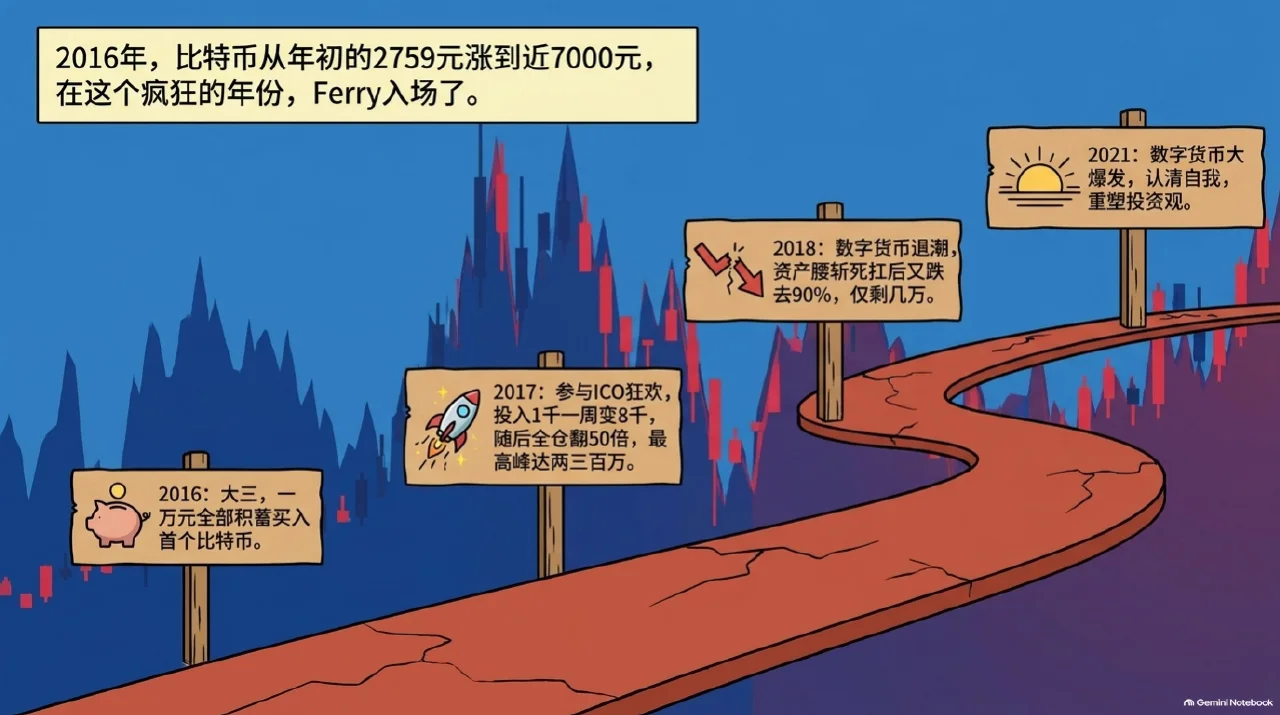 2016年，比特币从年初的2759元涨到近7000元，
在这个疯狂的年份，Ferry入场了。
2016：大三，一
万元全部积蓄买入
首个比特币。
2017：参与ICO狂欢，
投入1千一周变8千，
随后全仓翻50倍，最
高峰达两三百万。
2018：数字货币退潮，
资产腰斩死扛后又跌
去90%，仅剩几万。
2021：数字货币大
爆发，认清自我，
重塑投资观。
Gemini Notebook